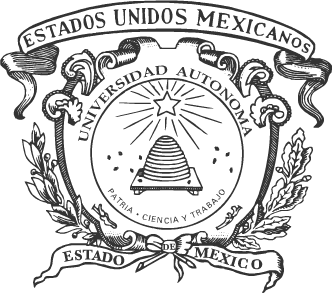 ESTADOS UNIDOS MEXICANOS
UNIVERSIDAD AUTONOMA
PATRIA • CIENCIA Y TRABAJO
ESTADO DE MEXICO